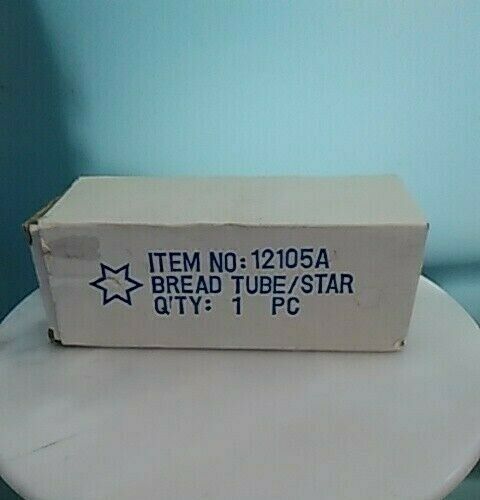 ITEM NO: 12105A
BREAD TUBE/STAR
Q'TY: 1 PC